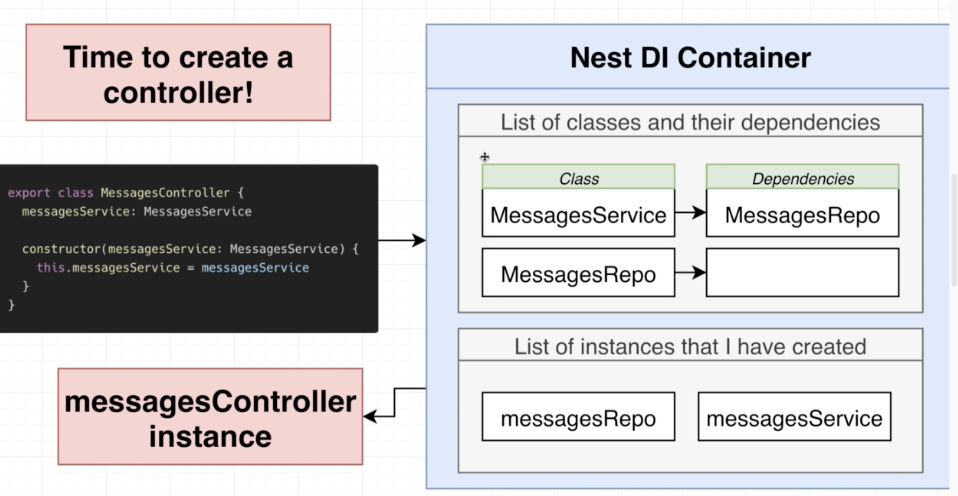 Time to create a
controller!
export class MessagesController {
  messagesService: MessagesService
  constructor(messagesService: MessagesService) {
    this.messagesService = messagesService
  }
}
messagesController
instance
Nest DI Container
List of classes and their dependencies
Class
Dependencies
MessagesService
MessagesRepo
MessagesRepo
List of instances that I have created
messagesRepo
messagesService